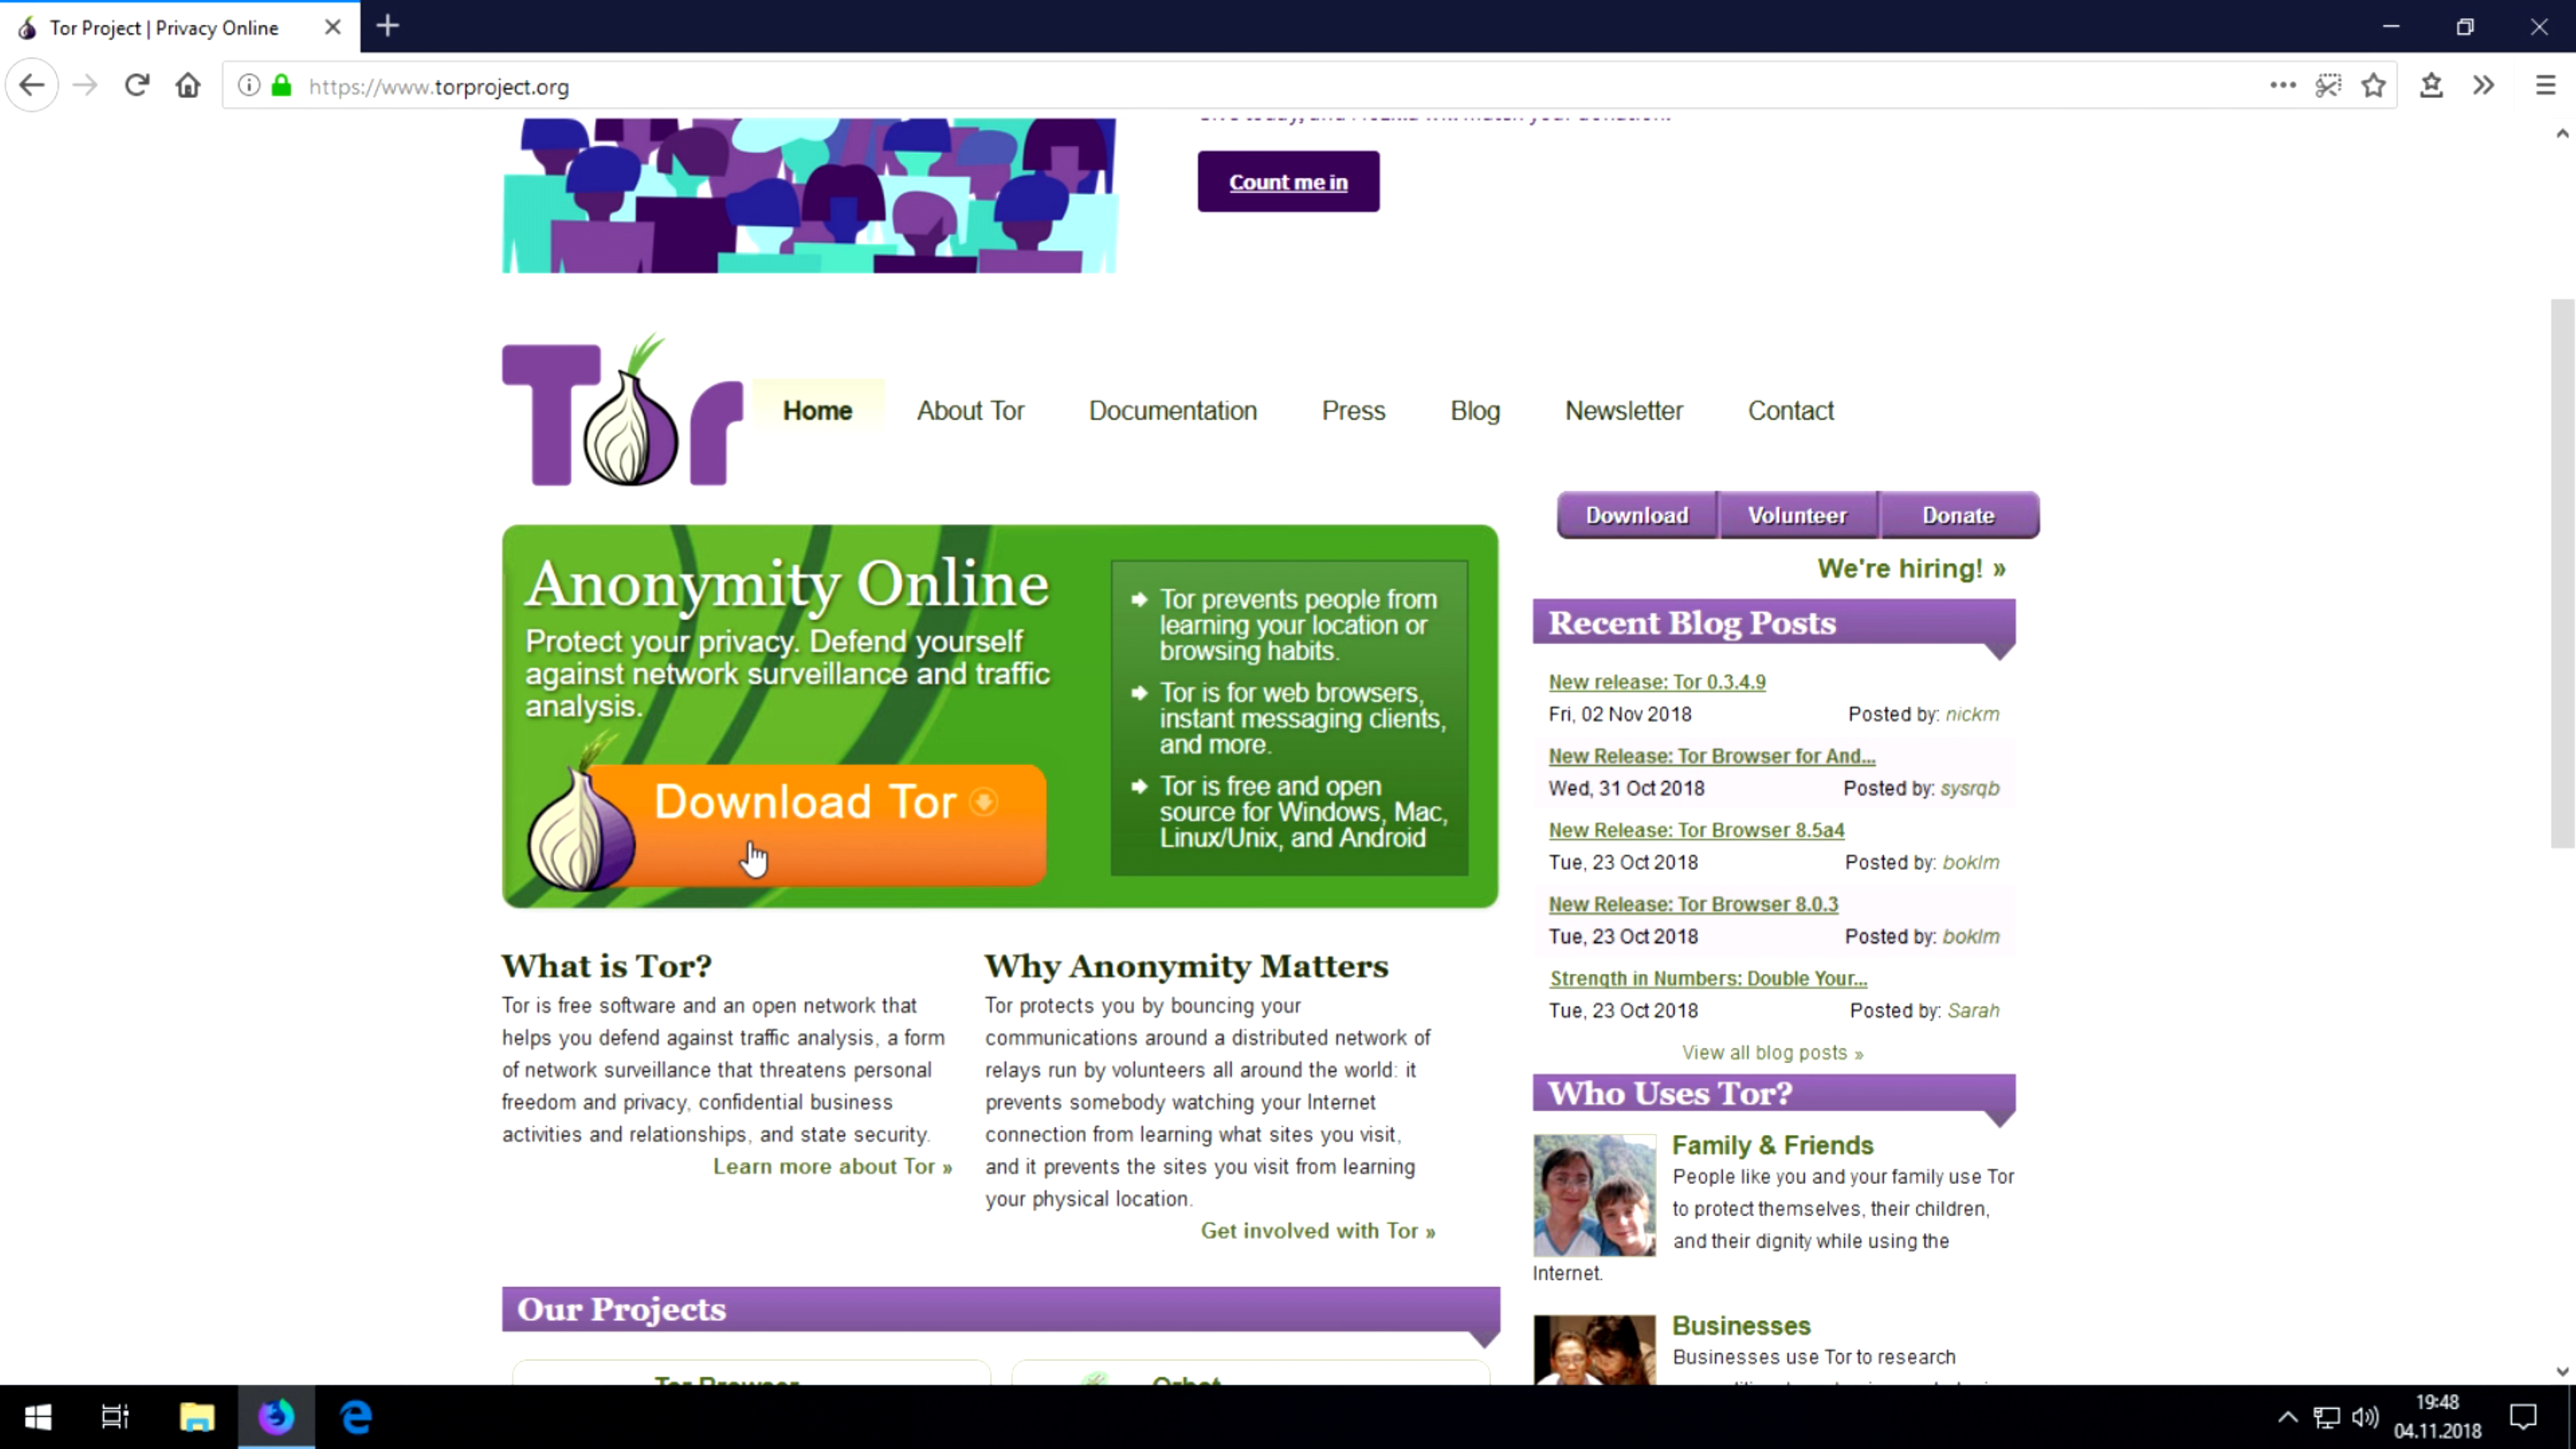 Tor Project | Privacy Online
https://www.torproject.org
Count me in
Tor
Home
About Tor
Documentation
Press
Blog
Newsletter
Contact
Download
Volunteer
Donate
We're hiring! »
Anonymity Online
Protect your privacy. Defend yourself
against network surveillance and traffic
analysis.
Download Tor
Tor prevents people from
learning your location or
browsing habits.
Tor is for web browsers,
instant messaging clients,
and more.
Tor is free and open
source for Windows, Mac,
Linux/Unix, and Android
What is Tor?
Tor is free software and an open network that
helps you defend against traffic analysis, a form
of network surveillance that threatens personal
freedom and privacy, confidential business
activities and relationships, and state security.
Learn more about Tor »
Why Anonymity Matters
Tor protects you by bouncing your
communications around a distributed network of
relays run by volunteers all around the world: it
prevents somebody watching your Internet
connection from learning what sites you visit,
and it prevents the sites you visit from learning
your physical location.
Get involved with Tor »
Our Projects
Tor Browser
Orbot
Recent Blog Posts
New release: Tor 0.3.4.9
Fri, 02 Nov 2018 Posted by: nickm
New Release: Tor Browser for And...
Wed, 31 Oct 2018 Posted by: sysrqb
New Release: Tor Browser 8.5a4
Tue, 23 Oct 2018 Posted by: boklm
New Release: Tor Browser 8.0.3
Tue, 23 Oct 2018 Posted by: boklm
Strength in Numbers: Double Your...
Tue, 23 Oct 2018 Posted by: Sarah
View all blog posts »
Who Uses Tor?
Family & Friends
People like you and your family use Tor
to protect themselves, their children,
and their dignity while using the
Internet.
Businesses
Businesses use Tor to research
19:48
04.11.2018